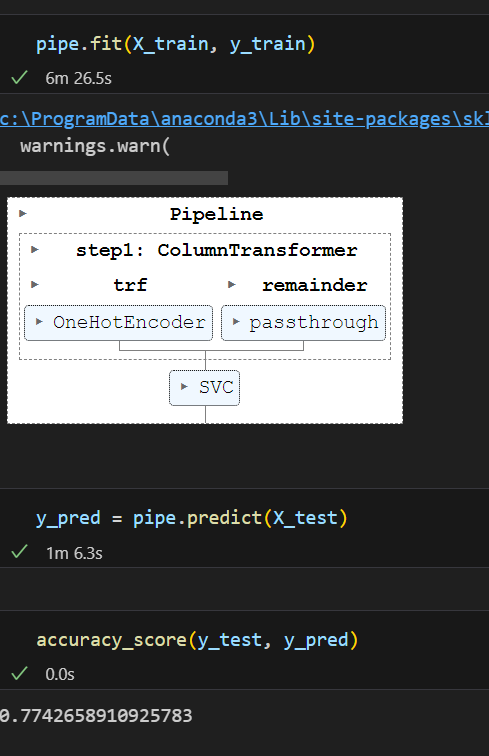 pipe.fit(X_train, y_train)
6m 26.5s
c:\ProgramData\anaconda3\Lib\site-packages\skl
warnings.warn(
Pipeline
step1: ColumnTransformer
trf remainder
OneHotEncoder passthrough
SVC
y_pred = pipe.predict(X_test)
1m 6.3s
accuracy_score(y_test, y_pred)
0.0s
0.7742658910925783